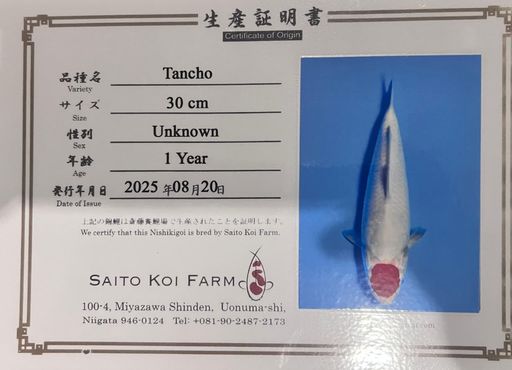 生産証明書
Certificate of Origin
品種名 Tancho
Variety
サイズ 30 cm
Size
性別 Unknown
Sex
年齢 1 Year
Age
発行年月日 2025年08月20日
Date of Issue
上記の錦鯉は斎藤養鯉場で生産されたことを証明します。
We certify that this Nishikigoi is bred by Saito Koi Farm.
SAITO KOI FARM
100-4, Miyazawa Shinden, Uonuma-shi,
Niigata 946-0124 Tel: +081-90-2487-2173